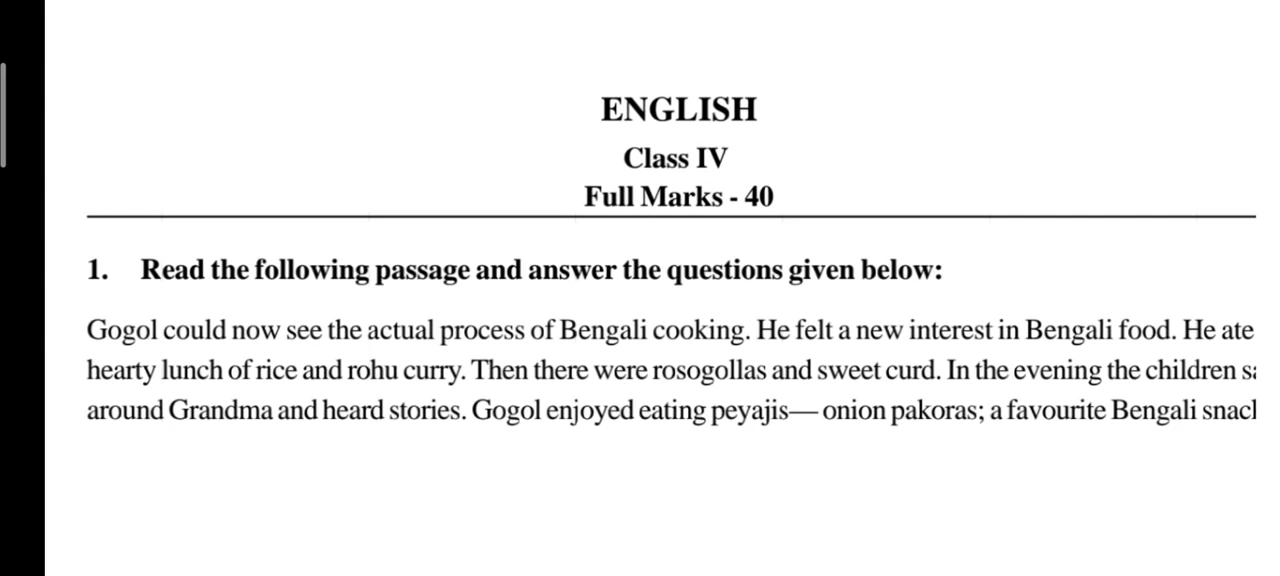 ENGLISH
Class IV
Full Marks - 40
1. Read the following passage and answer the questions given below:
Gogol could now see the actual process of Bengali cooking. He felt a new interest in Bengali food. He ate
hearty lunch of rice and rohu curry. Then there were rosogollas and sweet curd. In the evening the children
around Grandma and heard stories. Gogol enjoyed eating peyajis— onion pakoras; a favourite Bengali